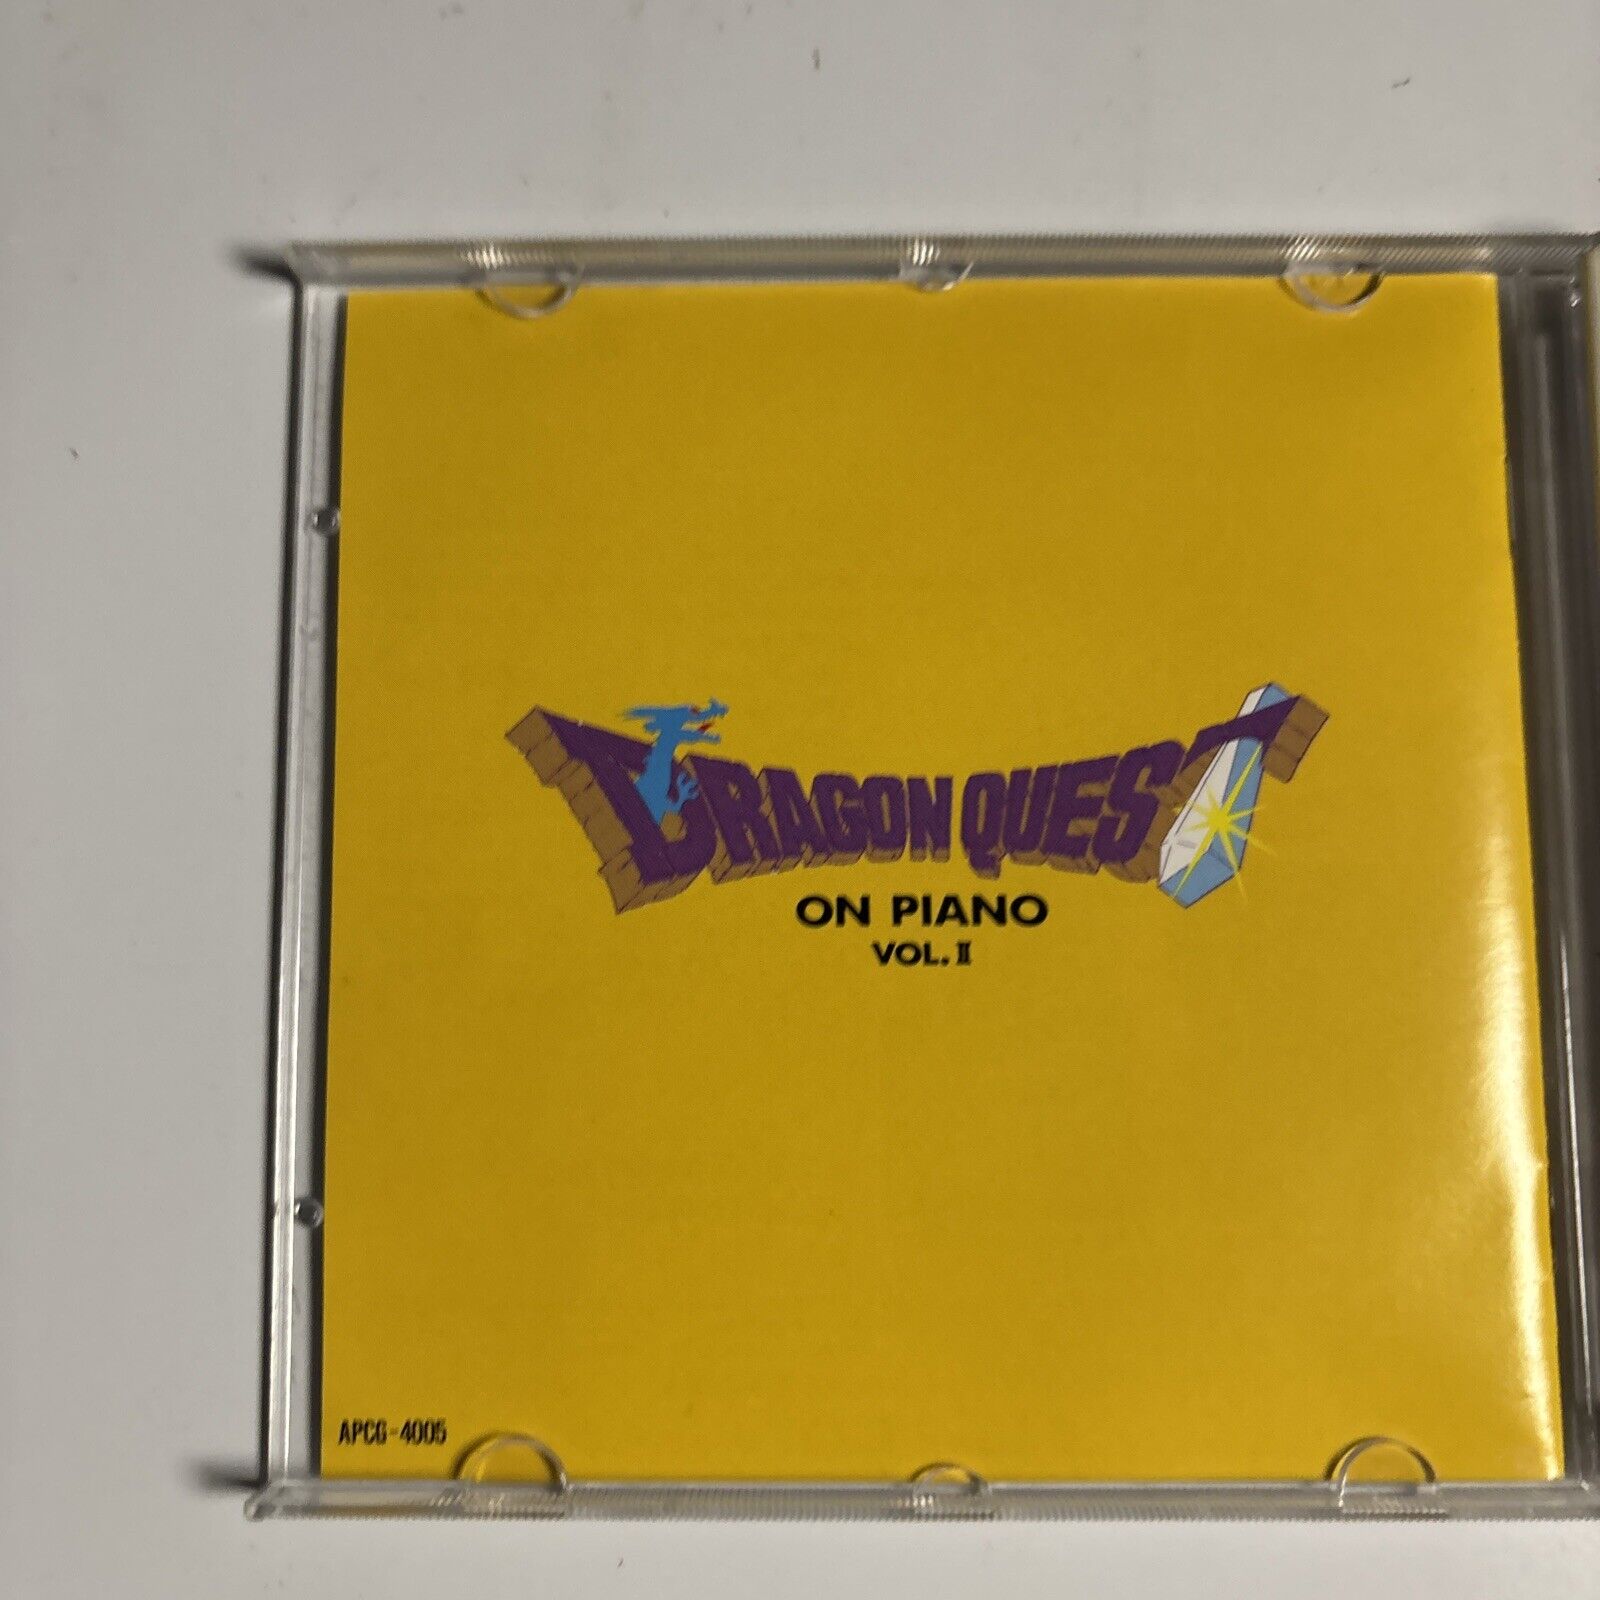 DRAGON QUEST
ON PIANO
VOL. II
APCG-4005